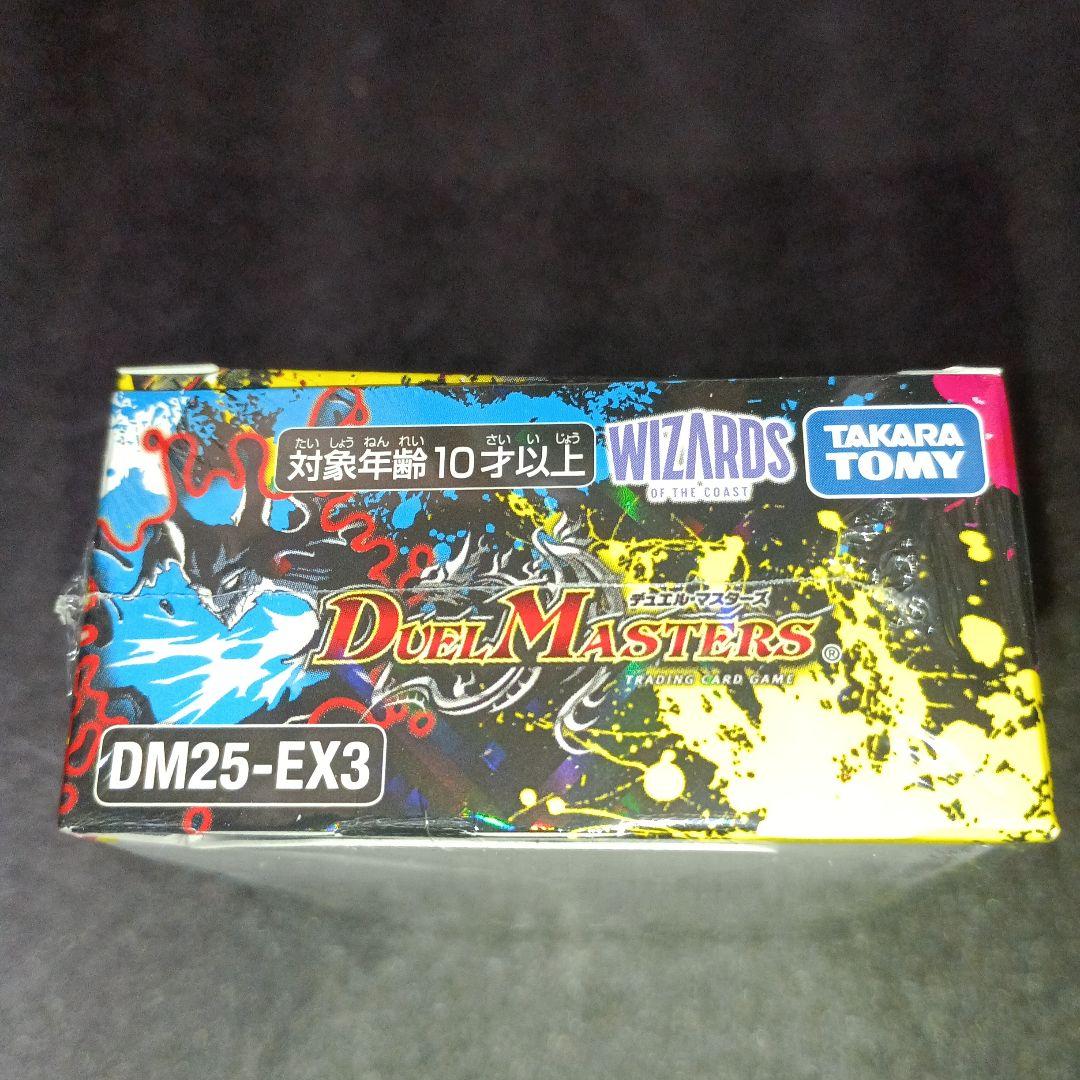 たいしょうねんれい さいいじょう
対象年齢10才以上
WIZARDS
OF THE COAST
TAKARA
TOMY
デュエル・マスターズ
DUEL MASTERS®
TRADING CARD GAME
DM25-EX3